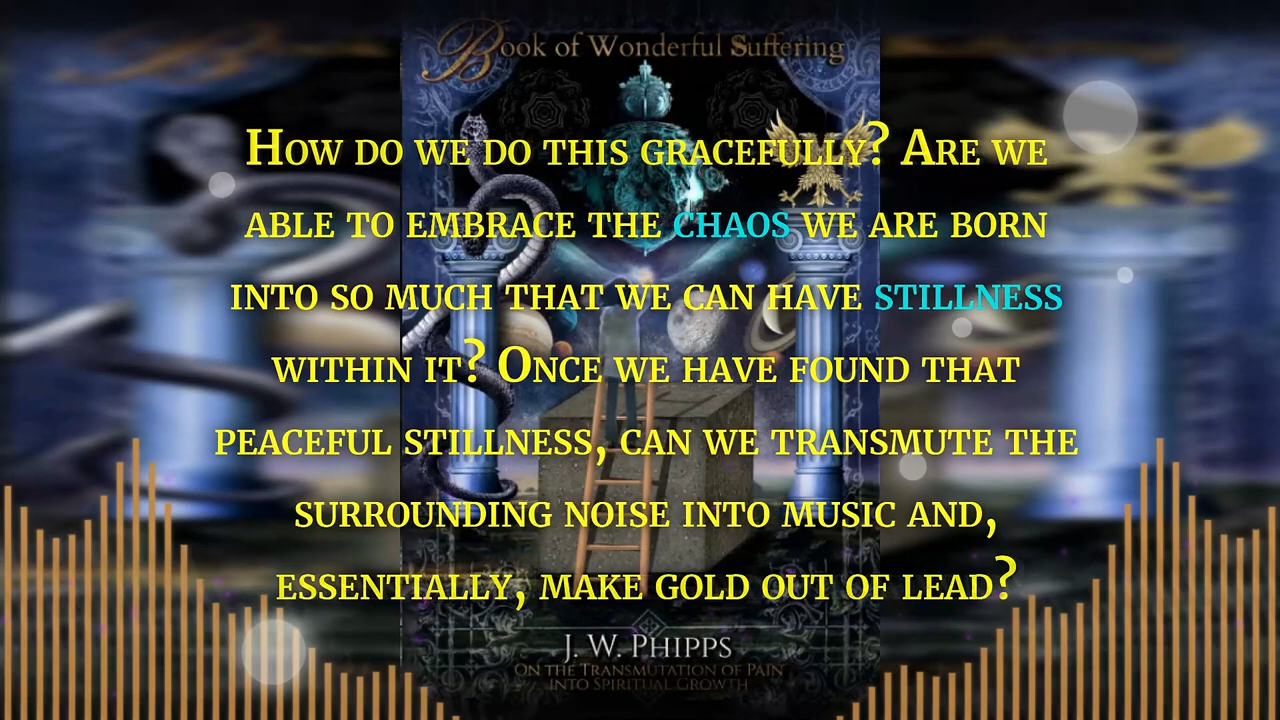 Book of Wonderful Suffering
How do we do this gracefully? Are we
able to embrace the chaos we are born
into so much that we can have stillness
within it? Once we have found that
peaceful stillness, can we transmute the
surrounding noise into music and,
essentially, make gold out of lead?
J. W. Phipps
On the Transmutation of Pain
into Spiritual Growth